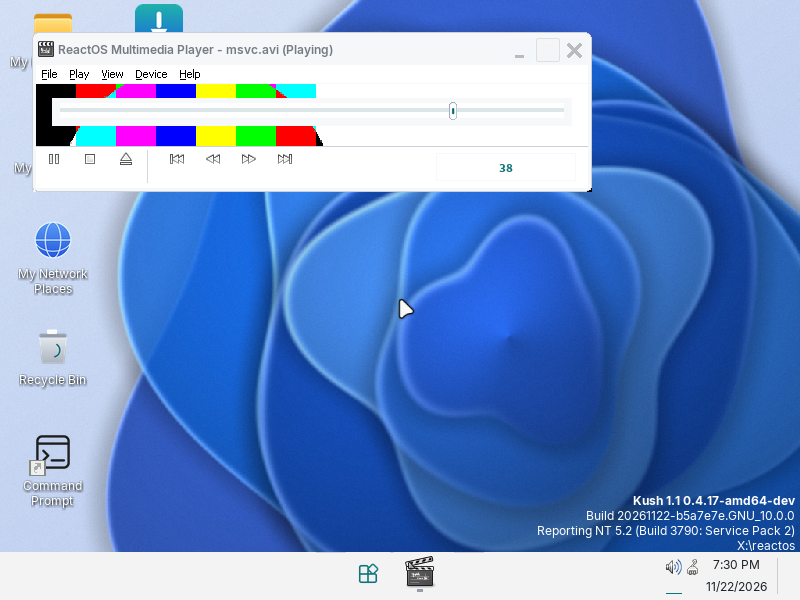 ReactOS Multimedia Player - msvc.avi (Playing)
File Play View Device Help
38
My
My
My Network
Places
Recycle Bin
Command
Prompt
Kush 1.1 0.4.17-amd64-dev
Build 20261122-b5a7e7e.GNU_10.0.0
Reporting NT 5.2 (Build 3790: Service Pack 2)
X:\reactos
7:30 PM
11/22/2026